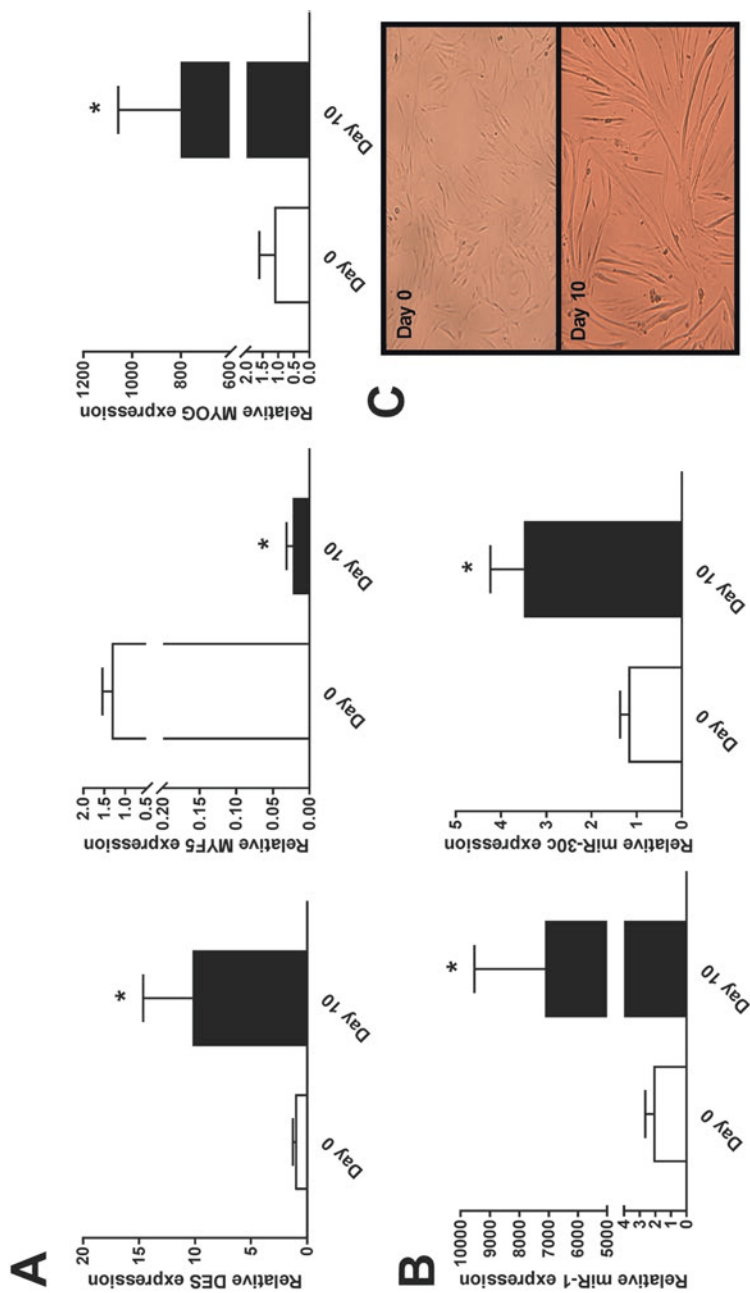 A
Relative DES expression
20
15
10
5
0
Day 0
Day 10
*
Relative MYF5 expression
2.0
1.5
1.0
0.5
0.20
0.15
0.10
0.05
0.00
Day 0
Day 10
*
Relative MYOG expression
1200
1000
800
600
2.0
1.5
1.0
0.5
0.0
Day 0
Day 10
*
B
Relative miR-1 expression
10000
9000
8000
7000
6000
5000
4
3
2
1
0
Day 0
Day 10
*
Relative miR-30c expression
5
4
3
2
1
0
Day 0
Day 10
*
C
Day 0
Day 10